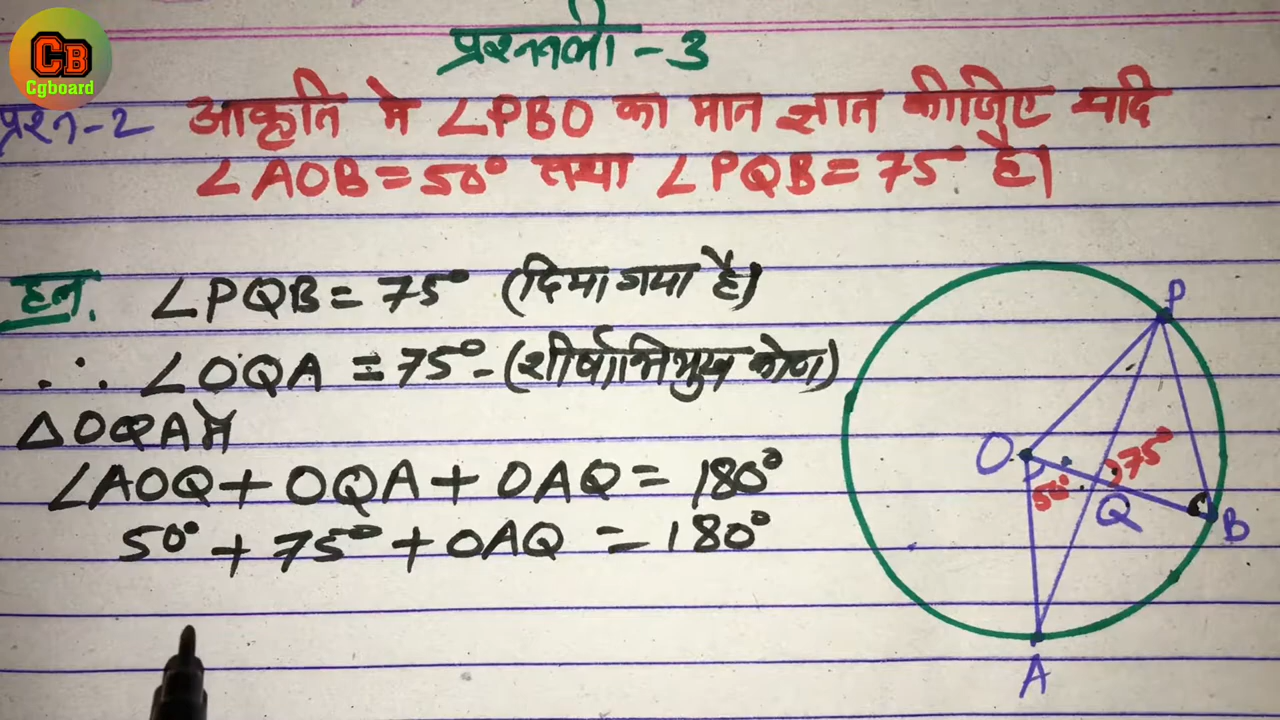 CB
Cgboard
प्रश्नावली - 3
प्रश्न-2 आकृति मे ∠PBO का मान ज्ञात कीजिए यदि
∠AOB = 50° तथा ∠PQB = 75° है।
हल. ∠PQB = 75° (दिया गया है)
∴ ∠OQA = 75° - (शीर्षाभिमुख कोण)
△OQA में
∠AOQ + OQA + OAQ = 180°
50° + 75° + OAQ = 180°
P
O
75°
50°
Q
B
A